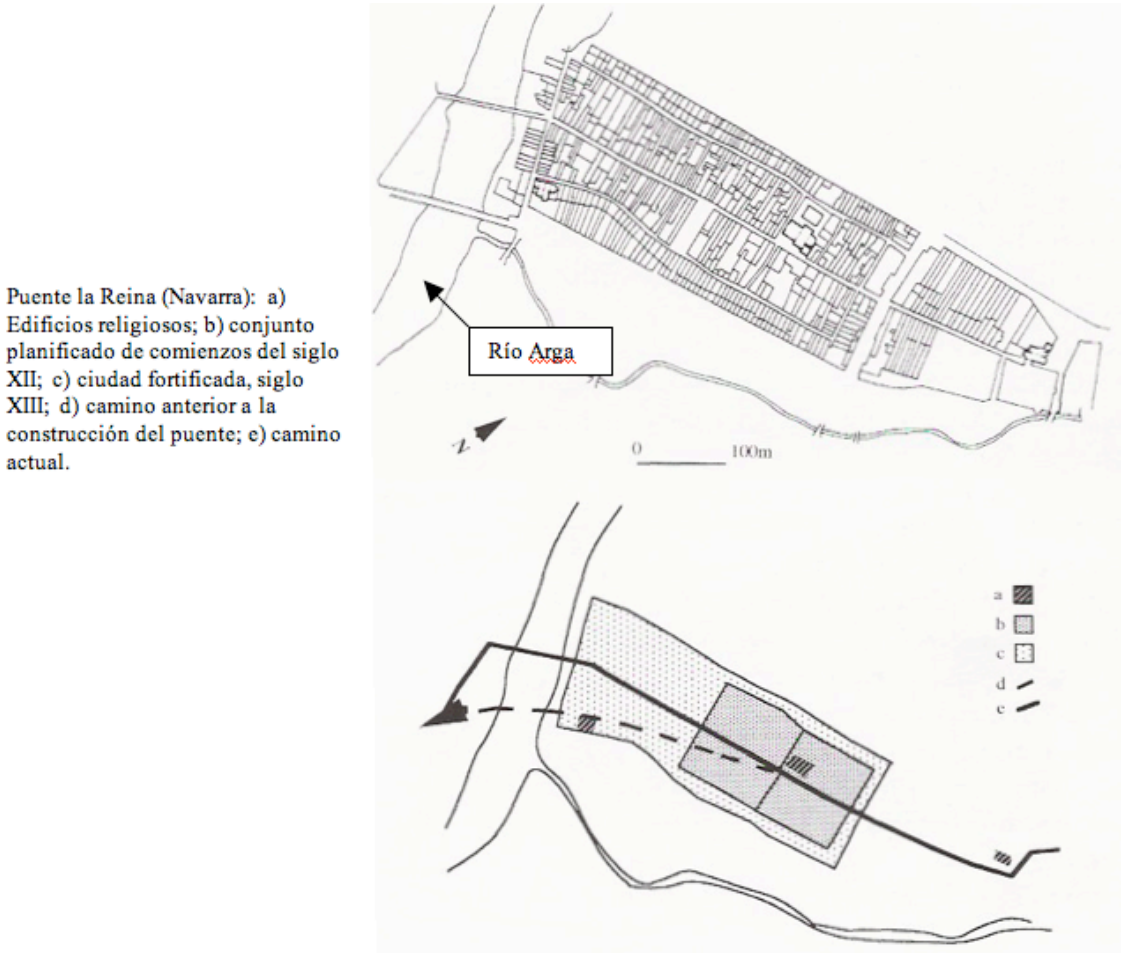 Puente la Reina (Navarra): a)
Edificios religiosos; b) conjunto
planificado de comienzos del siglo
XII; c) ciudad fortificada, siglo
XIII; d) camino anterior a la
construcción del puente; e) camino
actual.
Río Arga
N
0 100m
a
b
c
d
e